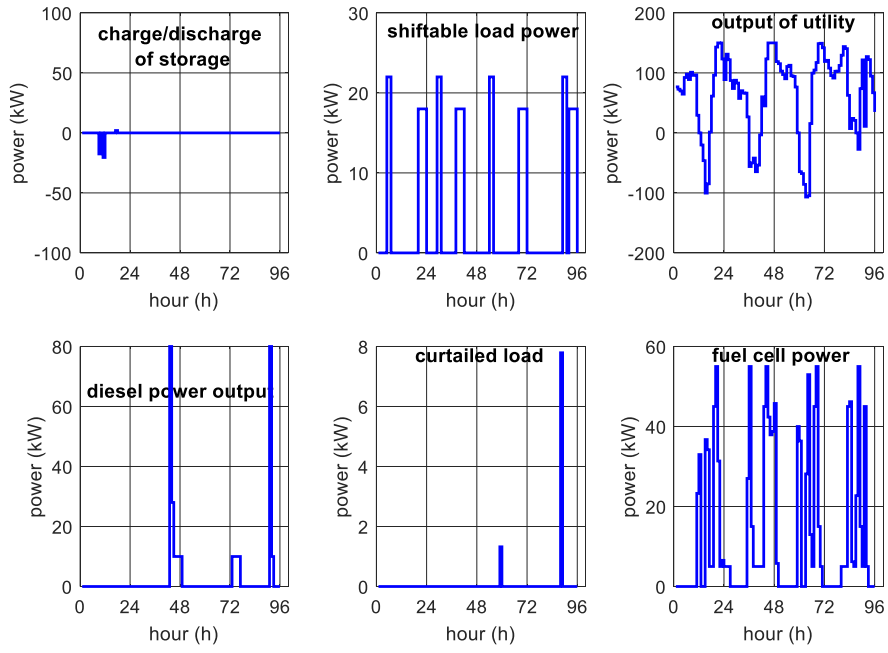 charge/discharge
of storage
power (kW)
100
50
0
-50
-100
0 24 48 72 96
hour (h)
shiftable load power
power (kW)
30
20
10
0
0 24 48 72 96
hour (h)
output of utility
power (kW)
200
100
0
-100
-200
0 24 48 72 96
hour (h)
diesel power output
power (kW)
80
60
40
20
0
0 24 48 72 96
hour (h)
curtailed load
power (kW)
8
6
4
2
0
0 24 48 72 96
hour (h)
fuel cell power
power (kW)
60
40
20
0
0 24 48 72 96
hour (h)